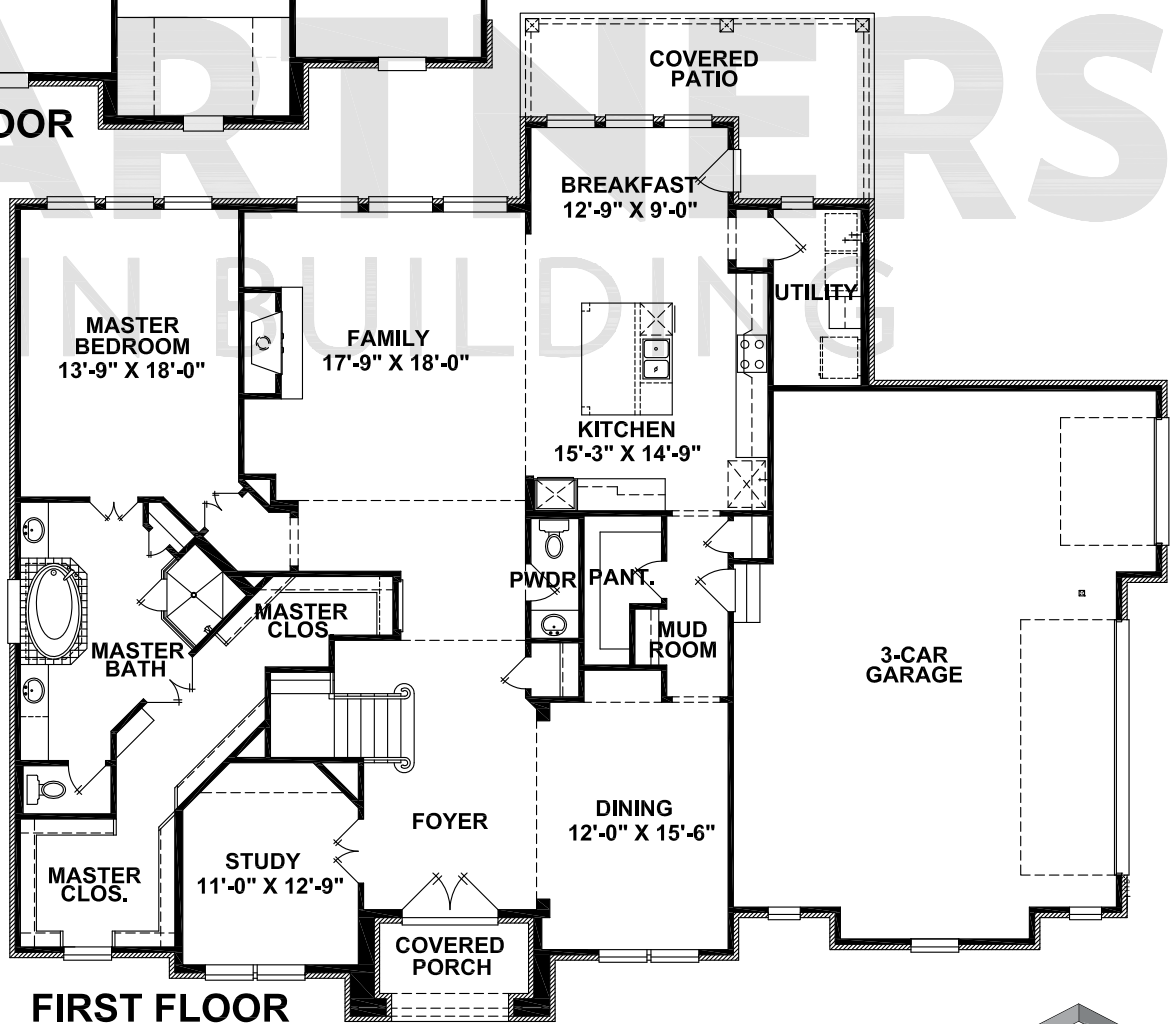 COVERED
PATIO
OOR
ARTNERS
IN BUILDING
BREAKFAST
12'-9" X 9'-0"
UTILITY
MASTER
BEDROOM
13'-9" X 18'-0"
FAMILY
17'-9" X 18'-0"
KITCHEN
15'-3" X 14'-9"
PWDR
PANT.
MASTER
CLOS.
MUD
ROOM
MASTER
BATH
3-CAR
GARAGE
FOYER
DINING
12'-0" X 15'-6"
STUDY
11'-0" X 12'-9"
MASTER
CLOS.
COVERED
PORCH
FIRST FLOOR